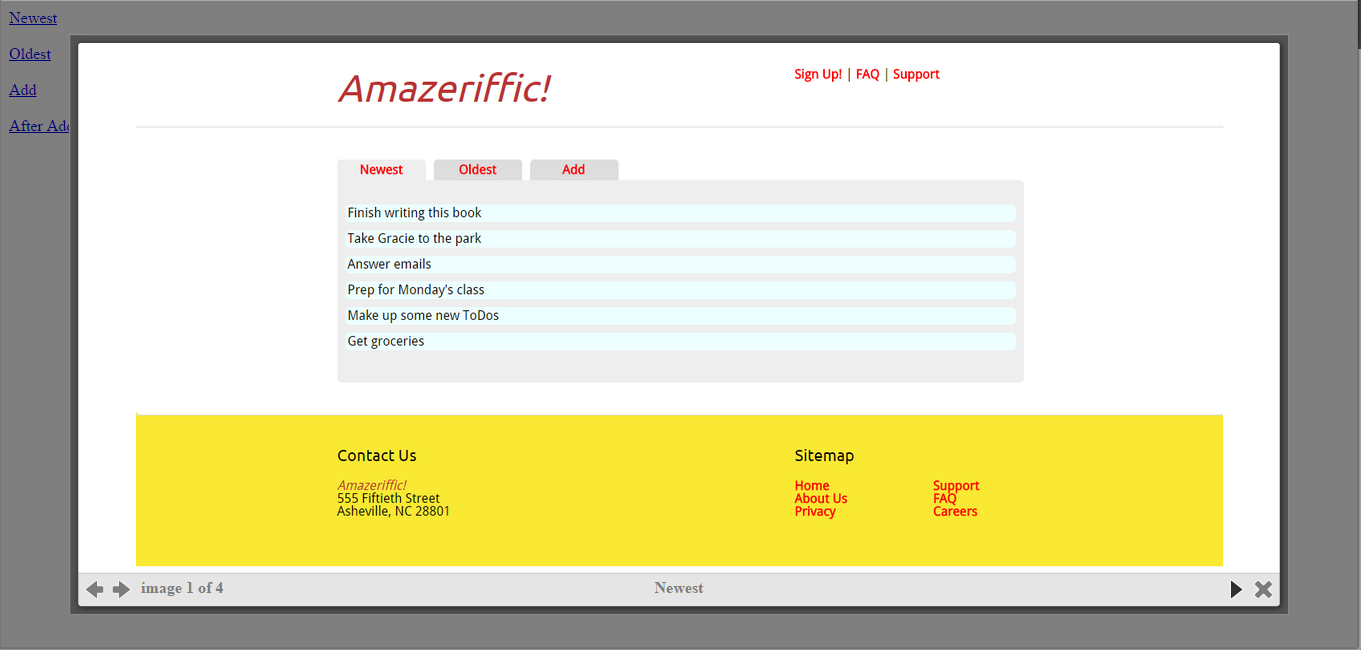 Newest
Oldest
Add
After Add
Amazeriffic!
Sign Up! | FAQ | Support
Newest Oldest Add
Finish writing this book
Take Gracie to the park
Answer emails
Prep for Monday's class
Make up some new ToDos
Get groceries
Contact Us
Amazeriffic!
555 Fiftieth Street
Asheville, NC 28801
Sitemap
Home Support
About Us FAQ
Privacy Careers
image 1 of 4 Newest